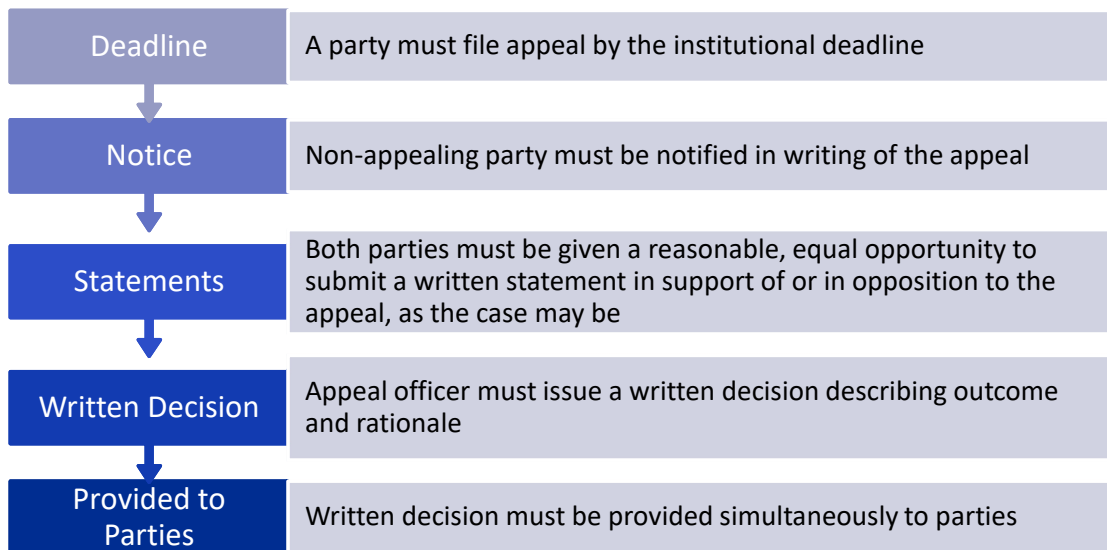 Deadline
A party must file appeal by the institutional deadline
Notice
Non-appealing party must be notified in writing of the appeal
Statements
Both parties must be given a reasonable, equal opportunity to
submit a written statement in support of or in opposition to the
appeal, as the case may be
Written Decision
Appeal officer must issue a written decision describing outcome
and rationale
Provided to
Parties
Written decision must be provided simultaneously to parties